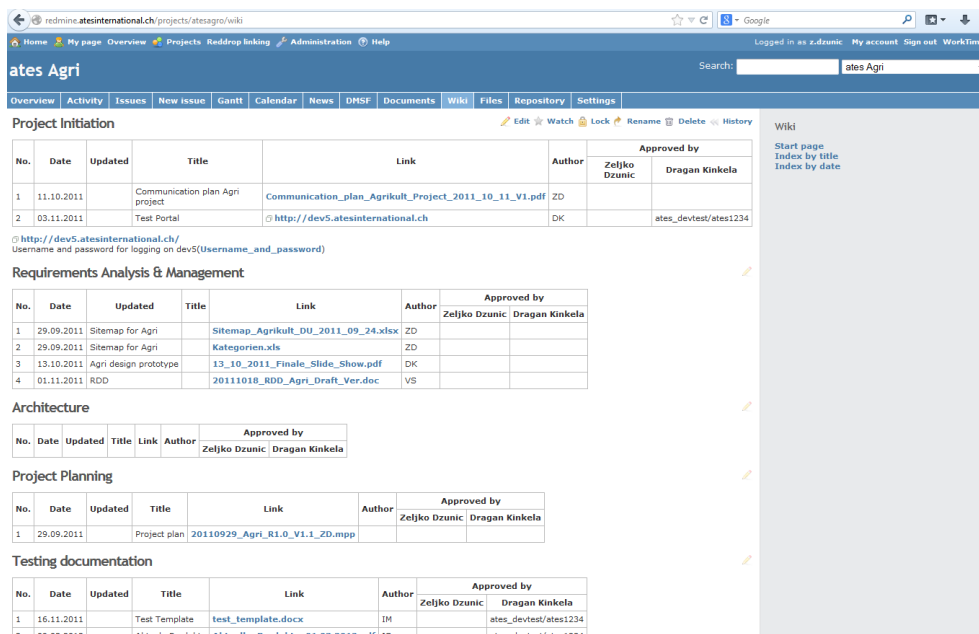 redmine.atesinternational.ch/projects/atesagro/wiki
Google
Home My page Overview Projects Reddrop linking Administration Help
Logged in as z.dzunic My account Sign out WorkTim
ates Agri
Search: ates Agri
Overview Activity Issues New issue Gantt Calendar News DMSF Documents Wiki Files Repository Settings
Project Initiation
Edit Watch Lock Rename Delete History
Wiki
Start page
Index by title
Index by date
No. Date Updated Title Link Author Approved by
Zeljko Dzunic Dragan Kinkela
1 11.10.2011 Communication plan Agri project Communication_plan_Agrikult_Project_2011_10_11_V1.pdf ZD
2 03.11.2011 Test Portal http://dev5.atesinternational.ch DK ates_devtest/ates1234
http://dev5.atesinternational.ch/
Username and password for logging on dev5(Username_and_password)
Requirements Analysis & Management
No. Date Updated Title Link Author Approved by
Zeljko Dzunic Dragan Kinkela
1 29.09.2011 Sitemap for Agri Sitemap_Agrikult_DU_2011_09_24.xlsx ZD
2 29.09.2011 Sitemap for Agri Kategorien.xls ZD
3 13.10.2011 Agri design prototype 13_10_2011_Finale_Slide_Show.pdf DK
4 01.11.2011 RDD 20111018_RDD_Agri_Draft_Ver.doc VS
Architecture
No. Date Updated Title Link Author Approved by
Zeljko Dzunic Dragan Kinkela
Project Planning
No. Date Updated Title Link Author Approved by
Zeljko Dzunic Dragan Kinkela
1 29.09.2011 Project plan 20110929_Agri_R1.0_V1.1_ZD.mpp
Testing documentation
No. Date Updated Title Link Author Approved by
Zeljko Dzunic Dragan Kinkela
1 16.11.2011 Test Template test_template.docx IM ates_devtest/ates1234